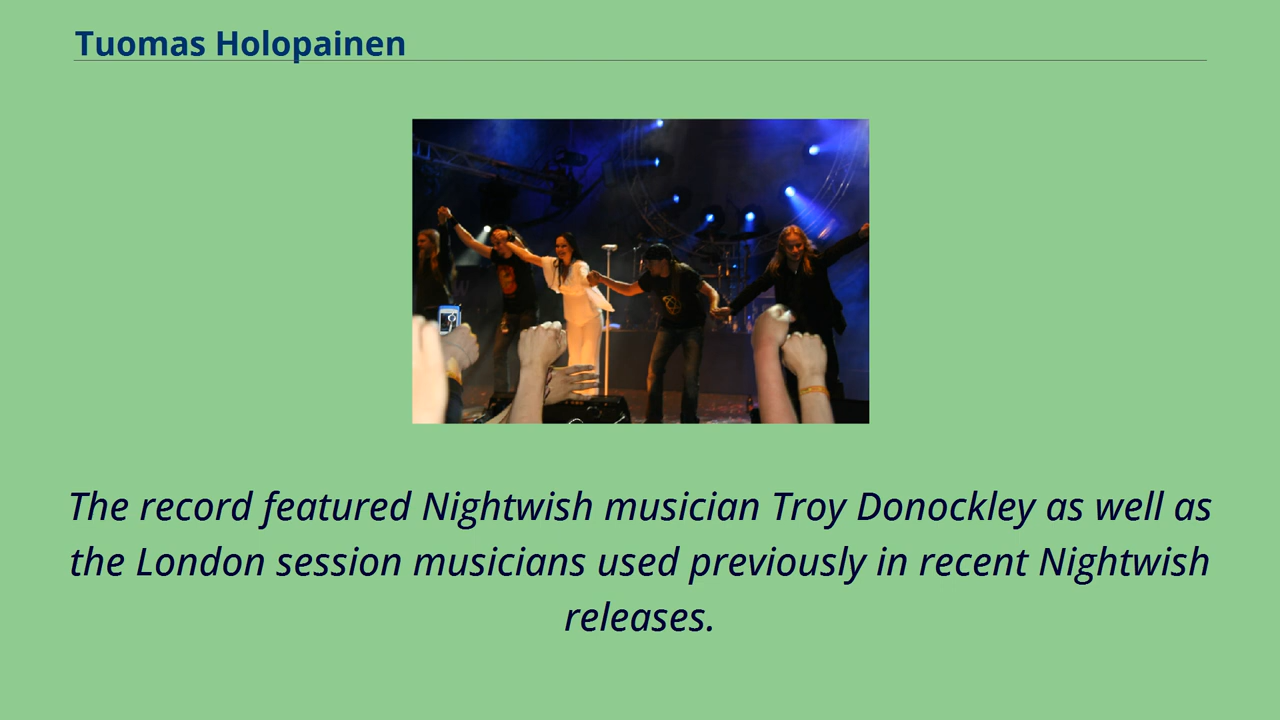 Tuomas Holopainen
The record featured Nightwish musician Troy Donockley as well as
the London session musicians used previously in recent Nightwish
releases.